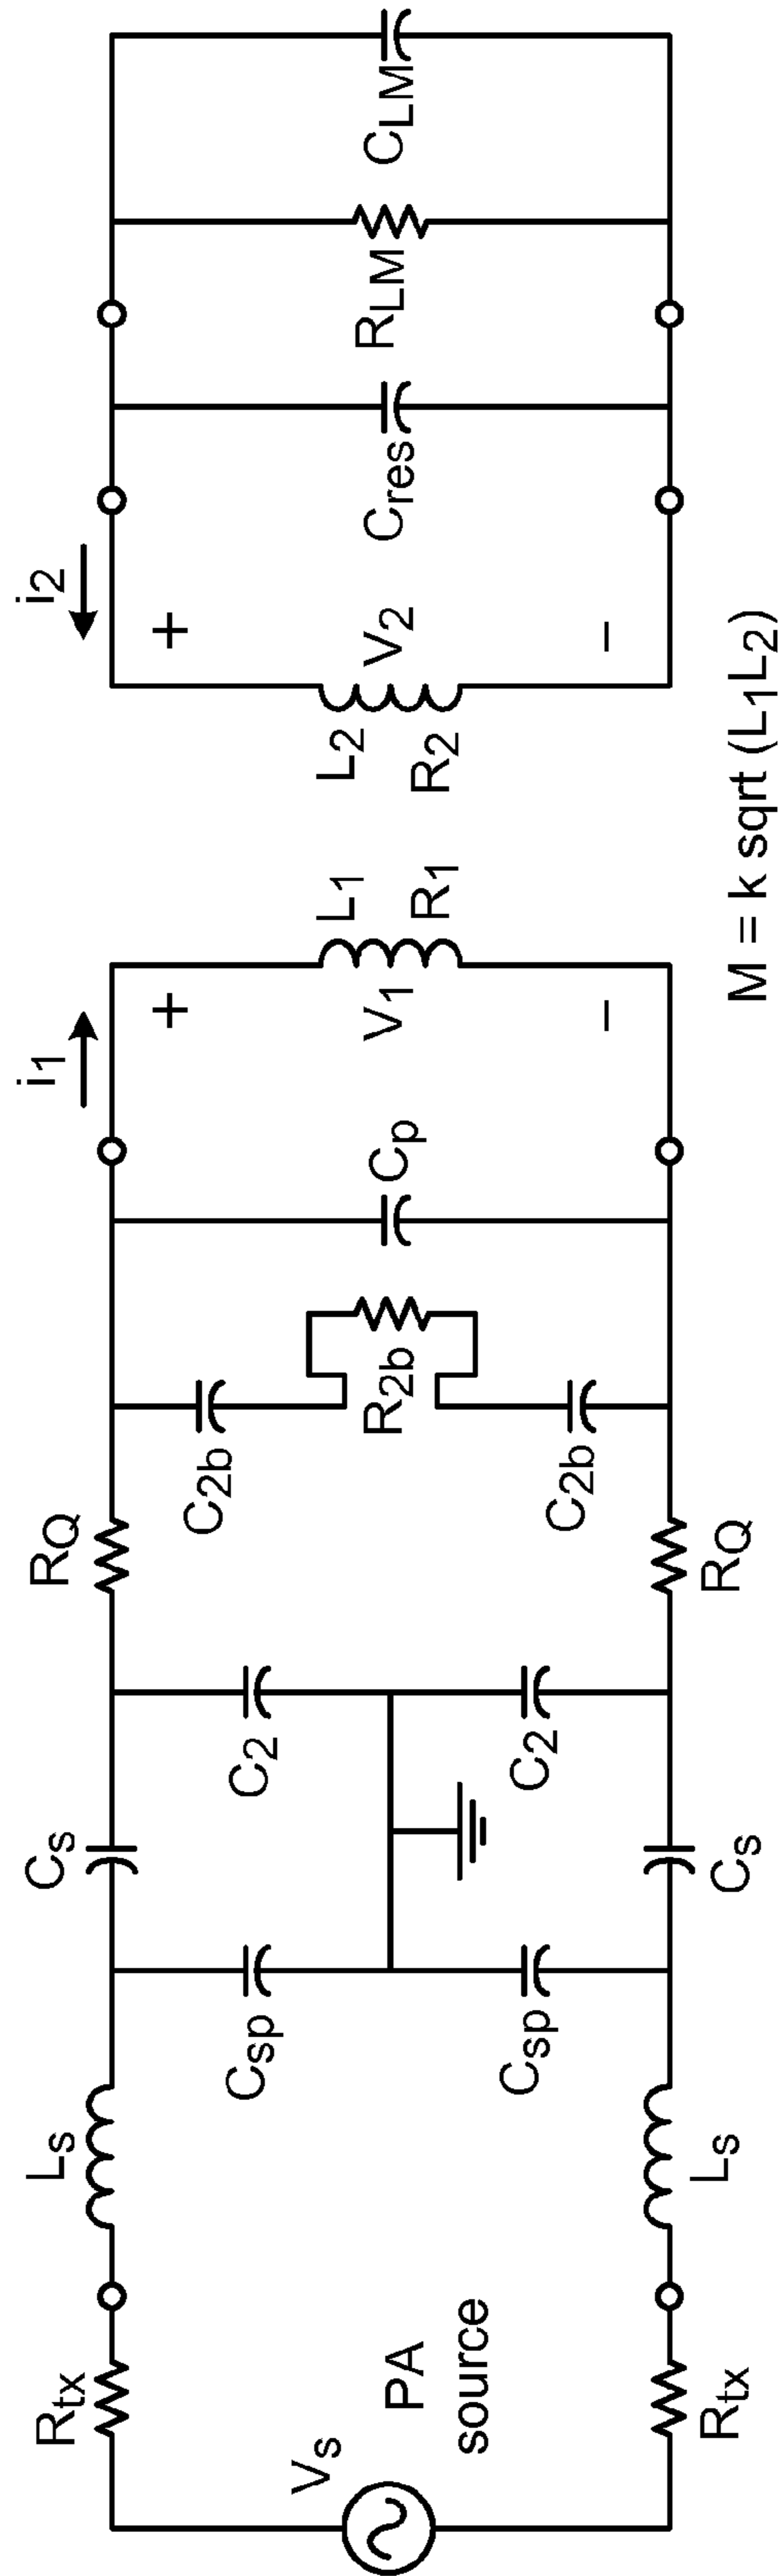 Vs
PA
source
Rtx
Rtx
Ls
Ls
Csp
Csp
Cs
Cs
C2
C2
RQ
RQ
C2b
R2b
C2b
Cp
i1
+
V1
–
L1
R1
L2
R2
i2
+
V2
–
Cres
RLM
CLM
M = k sqrt (L1L2)